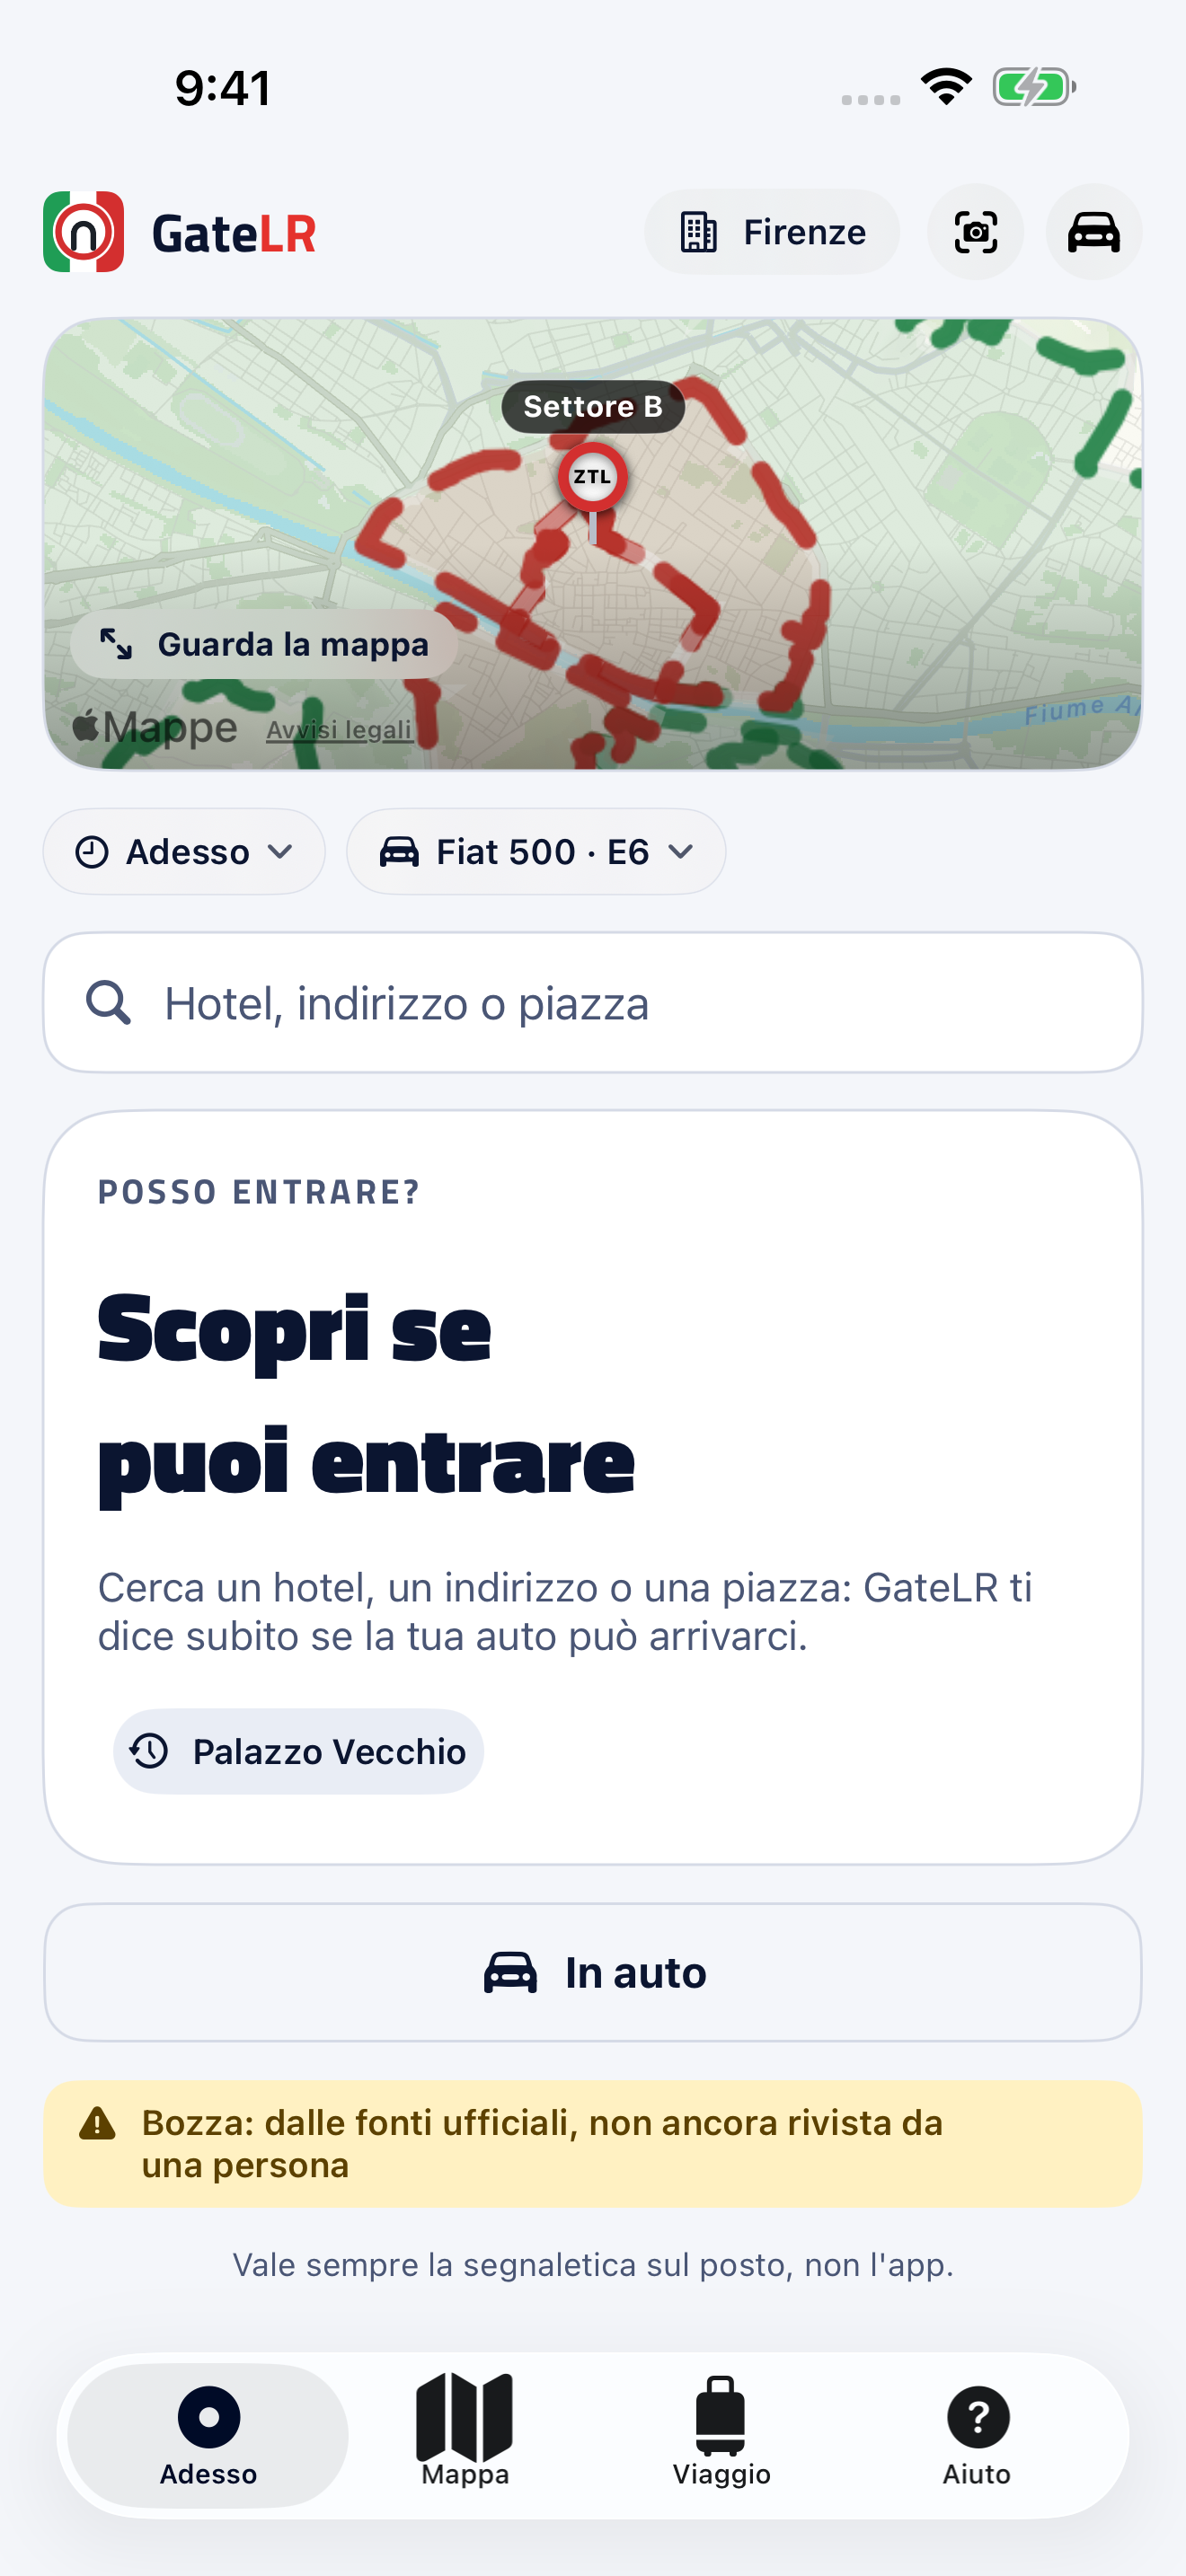 9:41
GateLR
Firenze
Settore B
ZTL
Guarda la mappa
Mappe
Avvisi legali
Fiume
Adesso
Fiat 500 · E6
Hotel, indirizzo o piazza
POSSO ENTRARE?
Scopri se
puoi entrare
Cerca un hotel, un indirizzo o una piazza: GateLR ti
dice subito se la tua auto può arrivarci.
Palazzo Vecchio
In auto
Bozza: dalle fonti ufficiali, non ancora rivista da
una persona
Vale sempre la segnaletica sul posto, non l'app.
Adesso
Mappa
Viaggio
Aiuto